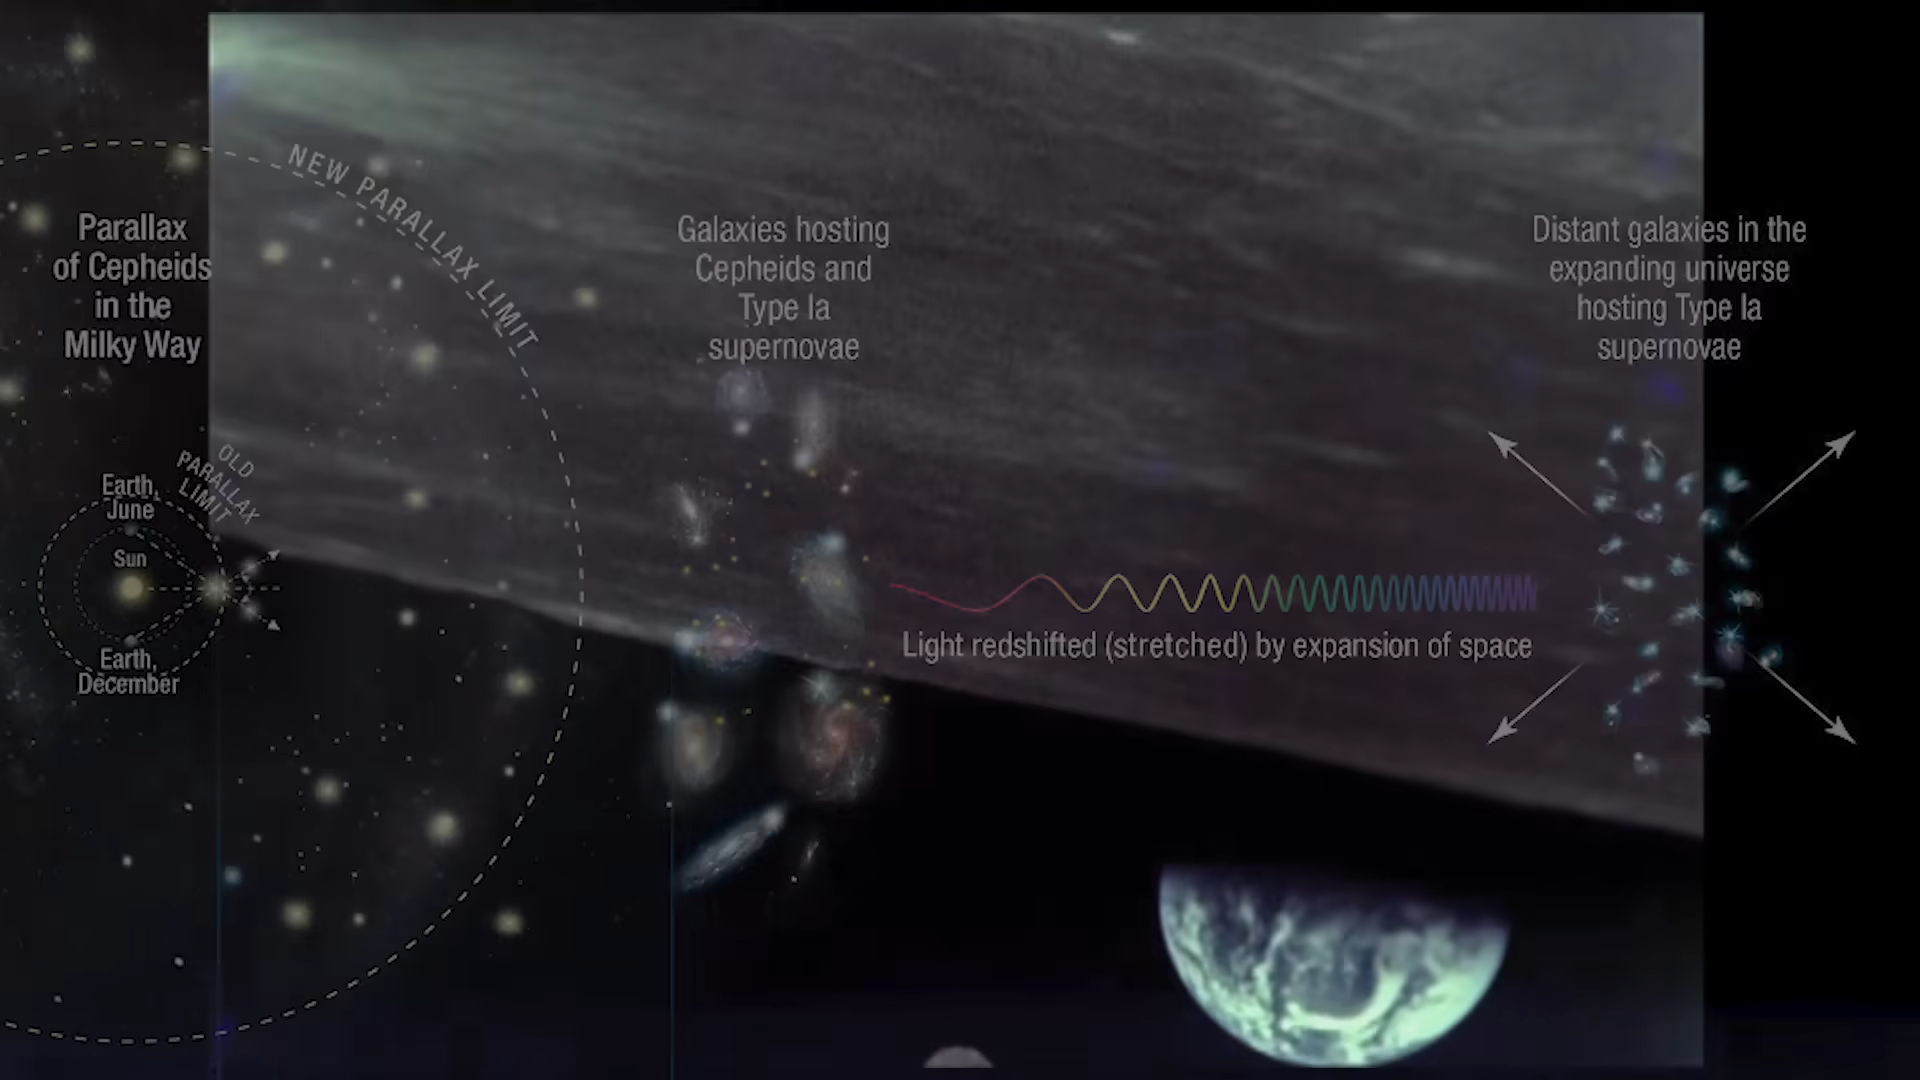 NEW PARALLAX LIMIT
Parallax
of Cepheids
in the
Milky Way
Galaxies hosting
Cepheids and
Type Ia
supernovae
Distant galaxies in the
expanding universe
hosting Type Ia
supernovae
OLD
PARALLAX
LIMIT
Earth,
June
Sun
Earth,
December
Light redshifted (stretched) by expansion of space